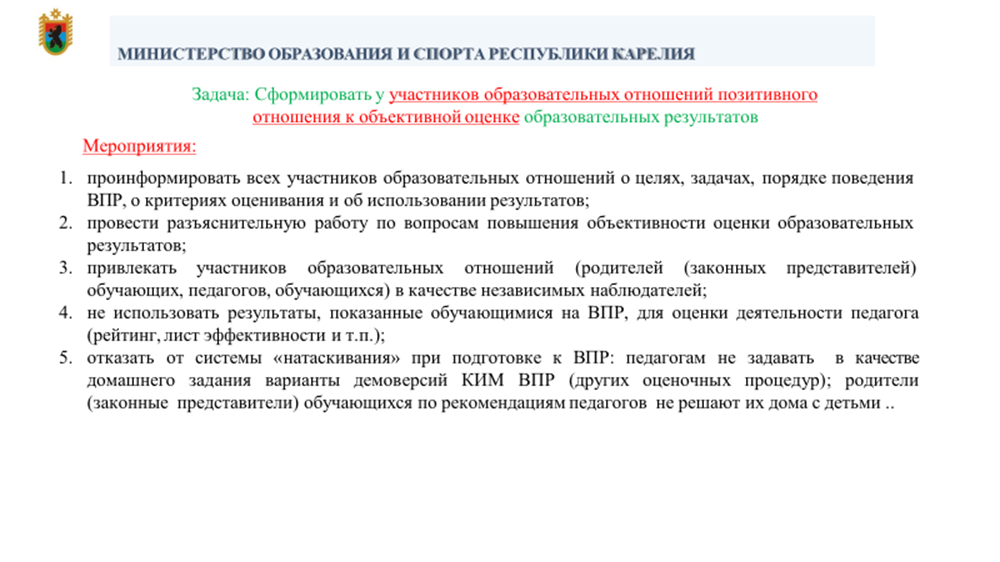 МИНИСТЕРСТВО ОБРАЗОВАНИЯ И СПОРТА РЕСПУБЛИКИ КАРЕЛИЯ
Задача: Сформировать у участников образовательных отношений позитивного
отношения к объективной оценке образовательных результатов
Мероприятия:
1. проинформировать всех участников образовательных отношений о целях, задачах, порядке поведения
ВПР, о критериях оценивания и об использовании результатов;
2. провести разъяснительную работу по вопросам повышения объективности оценки образовательных
результатов;
3. привлекать участников образовательных отношений (родителей (законных представителей)
обучающих, педагогов, обучающихся) в качестве независимых наблюдателей;
4. не использовать результаты, показанные обучающимися на ВПР, для оценки деятельности педагога
(рейтинг, лист эффективности и т.п.);
5. отказать от системы «натаскивания» при подготовке к ВПР: педагогам не задавать в качестве
домашнего задания варианты демоверсий КИМ ВПР (других оценочных процедур); родители
(законные представители) обучающихся по рекомендациям педагогов не решают их дома с детьми ..